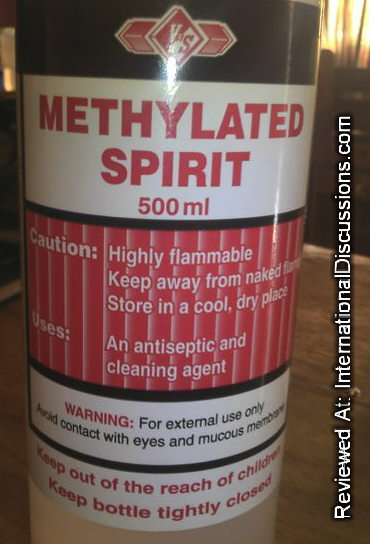 METHYLATED
SPIRIT
500 ml
Caution: Highly flammable
Keep away from naked flame
Store in a cool, dry place
Uses: An antiseptic and
cleaning agent
WARNING: For external use only
Avoid contact with eyes and mucous membrane
Keep out of the reach of children
Keep bottle tightly closed
Reviewed At: InternationalDiscussions.com